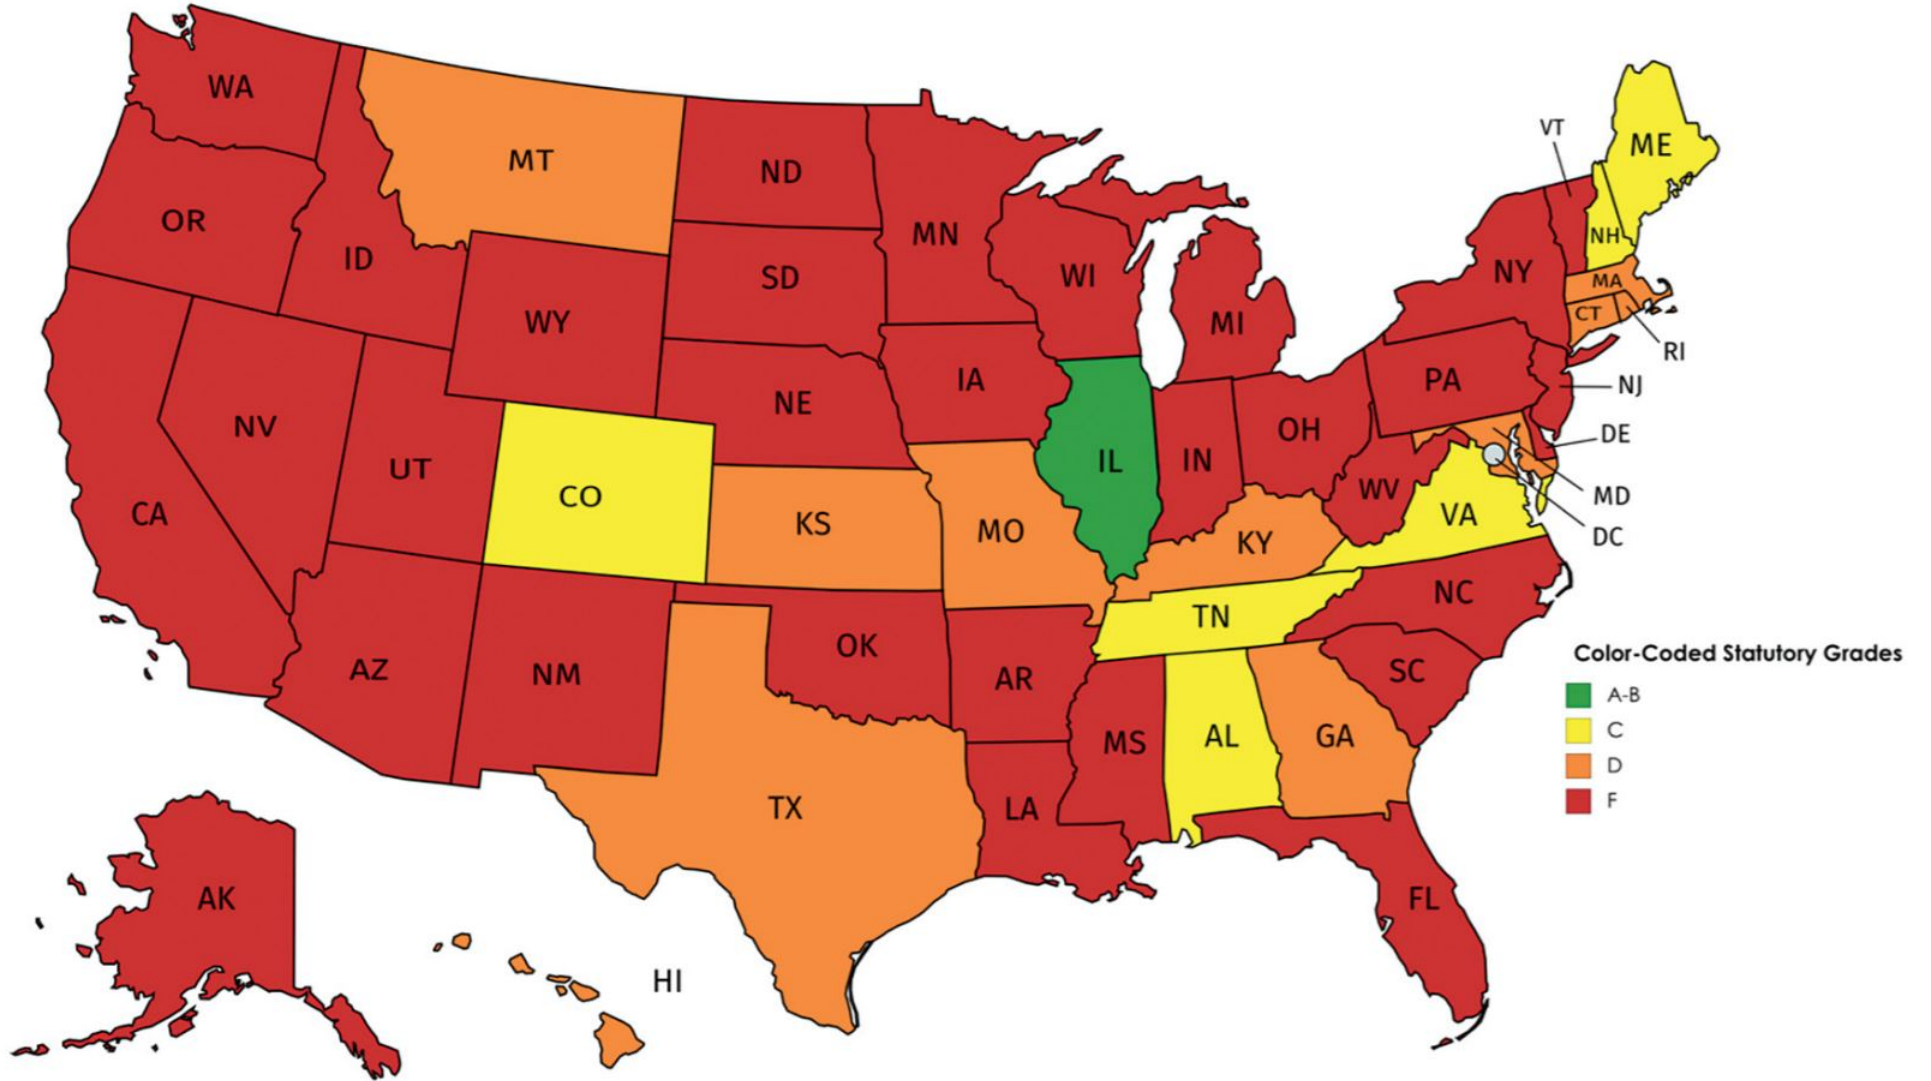 WA
MT
ND
MN
OR
ID
SD
WI
WY
MI
VT
ME
NH
NY
MA
CT
RI
NV
UT
CO
NE
IA
IL
IN
OH
PA
NJ
DE
MD
DC
CA
KS
MO
KY
WV
VA
AZ
NM
OK
AR
TN
NC
SC
TX
LA
MS
AL
GA
FL
AK
HI
Color-Coded Statutory Grades
A-B
C
D
F